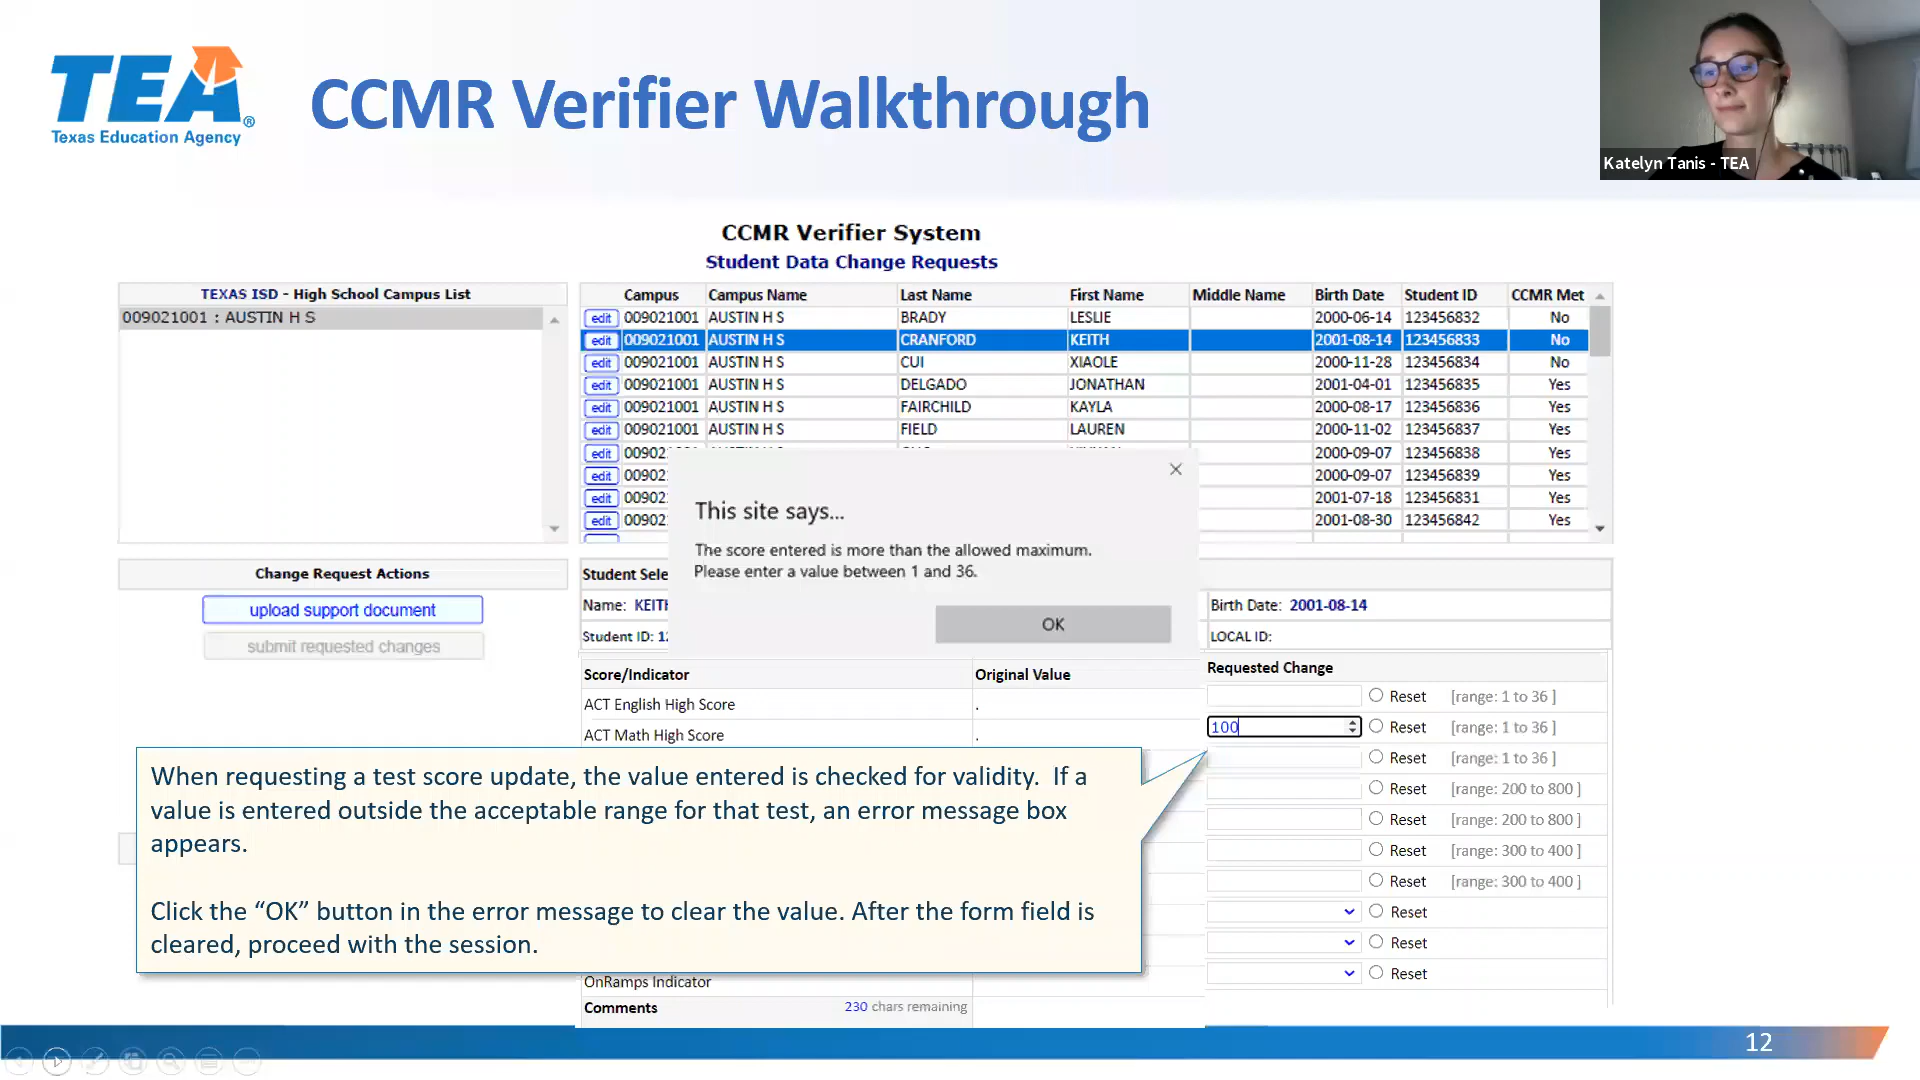 TEA
®
Texas Education Agency
CCMR Verifier Walkthrough
Katelyn Tanis - TEA
CCMR Verifier System
Student Data Change Requests
TEXAS ISD - High School Campus List
009021001 : AUSTIN H S
Campus Campus Name Last Name First Name Middle Name Birth Date Student ID CCMR Met
edit 009021001 AUSTIN H S BRADY LESLIE 2000-06-14 123456832 No
edit 009021001 AUSTIN H S CRANFORD KEITH 2001-08-14 123456833 No
edit 009021001 AUSTIN H S CUI XIAOLE 2000-11-28 123456834 No
edit 009021001 AUSTIN H S DELGADO JONATHAN 2001-04-01 123456835 Yes
edit 009021001 AUSTIN H S FAIRCHILD KAYLA 2000-08-17 123456836 Yes
edit 009021001 AUSTIN H S FIELD LAUREN 2000-11-02 123456837 Yes
edit 00902 2000-09-07 123456838 Yes
edit 00902 2000-09-07 123456839 Yes
edit 00902 2001-07-18 123456831 Yes
edit 00902 2001-08-30 123456842 Yes
This site says...
The score entered is more than the allowed maximum.
Please enter a value between 1 and 36.
OK
Change Request Actions
upload support document
submit requested changes
Student Sele
Name: KEITH Birth Date: 2001-08-14
Student ID: 12 LOCAL ID:
Score/Indicator Original Value Requested Change
ACT English High Score . Reset [range: 1 to 36 ]
ACT Math High Score . 100 Reset [range: 1 to 36 ]
Reset [range: 1 to 36 ]
Reset [range: 200 to 800 ]
Reset [range: 200 to 800 ]
Reset [range: 300 to 400 ]
Reset [range: 300 to 400 ]
Reset
Reset
Reset
When requesting a test score update, the value entered is checked for validity. If a
value is entered outside the acceptable range for that test, an error message box
appears.
Click the “OK” button in the error message to clear the value. After the form field is
cleared, proceed with the session.
OnRamps Indicator
Comments 230 chars remaining
12